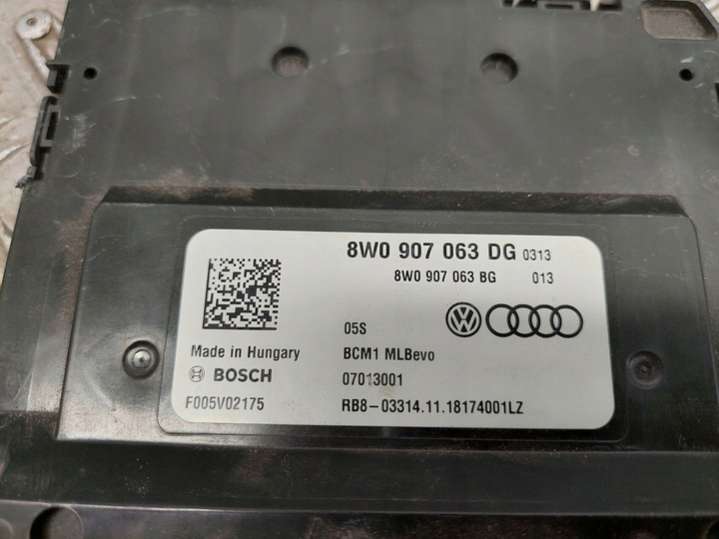 8W0 907 063 DG 0313
8W0 907 063 BG 013
05S
Made in Hungary BCM1 MLBevo
BOSCH 07013001
F005V02175 RB8-03314.11.18174001LZ